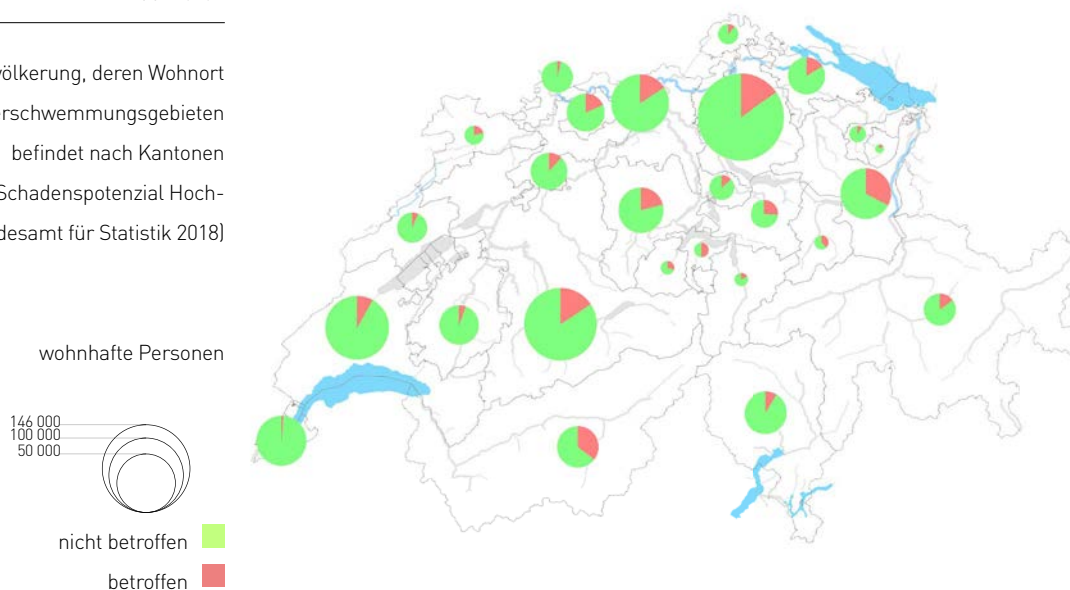 völkerung, deren Wohnort
erschwemmungsgebieten
befindet nach Kantonen
Schadenspotenzial Hoch-
desamt für Statistik 2018)
wohnhafte Personen
146 000
100 000
50 000
nicht betroffen
betroffen